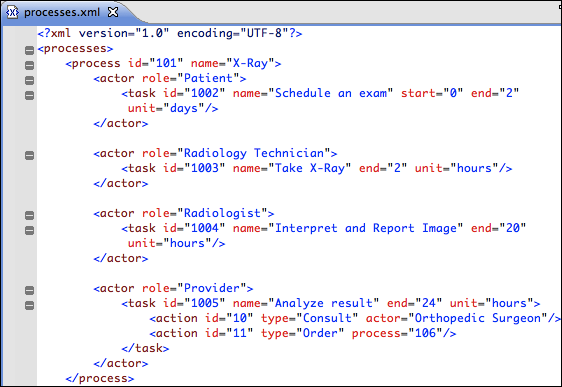 processes.xml
<?xml version="1.0" encoding="UTF-8"?>
<processes>
<process id="101" name="X-Ray">
<actor role="Patient">
<task id="1002" name="Schedule an exam" start="0" end="2"
unit="days"/>
</actor>
<actor role="Radiology Technician">
<task id="1003" name="Take X-Ray" end="2" unit="hours"/>
</actor>
<actor role="Radiologist">
<task id="1004" name="Interpret and Report Image" end="20"
unit="hours"/>
</actor>
<actor role="Provider">
<task id="1005" name="Analyze result" end="24" unit="hours">
<action id="10" type="Consult" actor="Orthopedic Surgeon"/>
<action id="11" type="Order" process="106"/>
</task>
</actor>
</process>